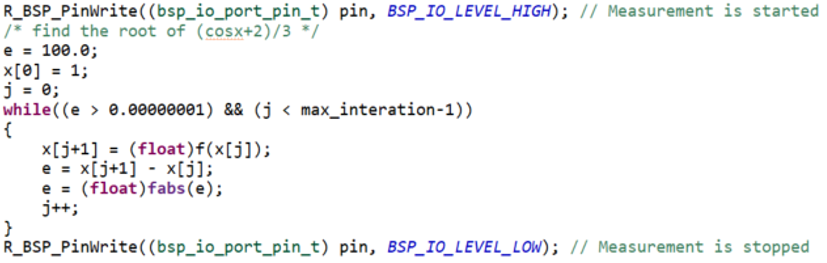 R_BSP_PinWrite((bsp_io_port_pin_t) pin, BSP_IO_LEVEL_HIGH); // Measurement is started
/* find the root of (cosx+2)/3 */
e = 100.0;
x[0] = 1;
j = 0;
while((e > 0.00000001) && (j < max_interation-1))
{
    x[j+1] = (float)f(x[j]);
    e = x[j+1] - x[j];
    e = (float)fabs(e);
    j++;
}
R_BSP_PinWrite((bsp_io_port_pin_t) pin, BSP_IO_LEVEL_LOW); // Measurement is stopped